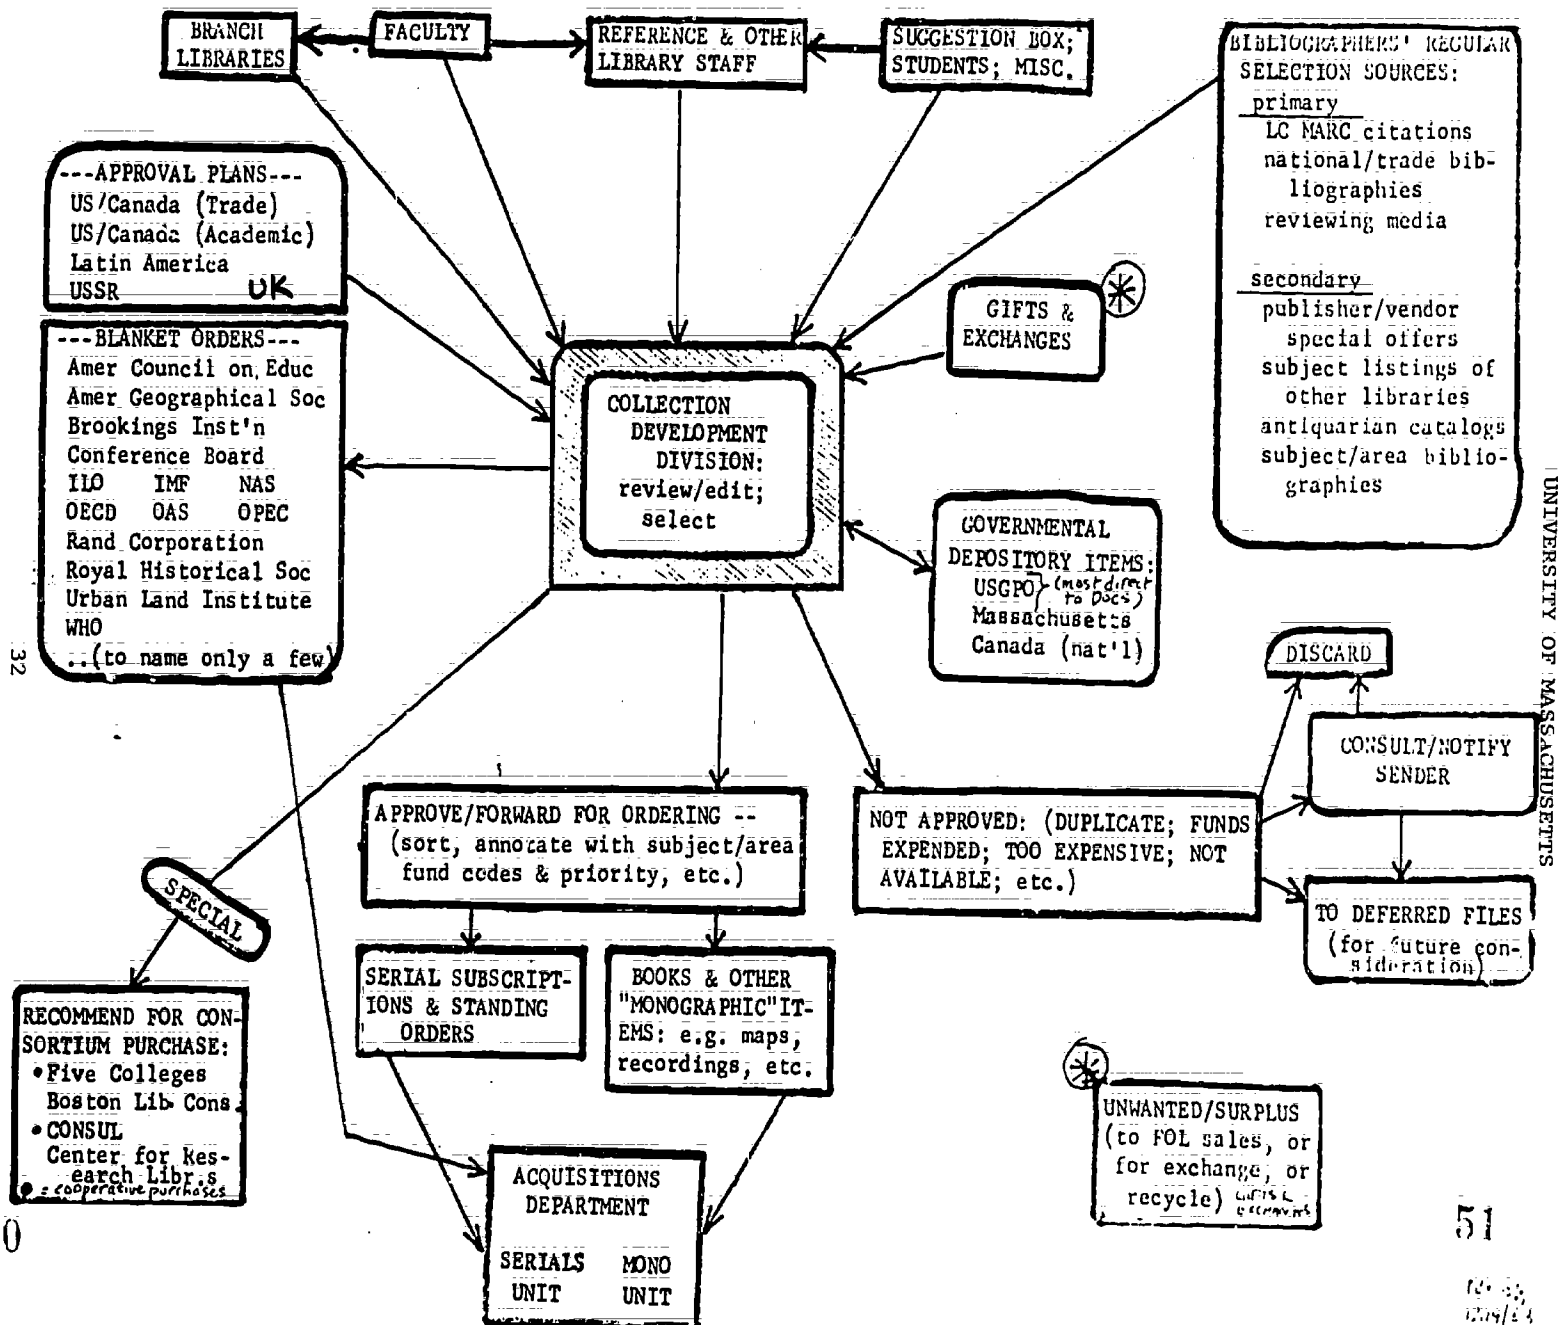 BRANCH
LIBRARIES
FACULTY
REFERENCE & OTHER
LIBRARY STAFF
SUGGESTION BOX;
STUDENTS; MISC.
BIBLIOGRAPHERS' REGULAR
SELECTION SOURCES:
primary
LC MARC citations
national/trade bib-
liographies
reviewing media
secondary
publisher/vendor
special offers
subject listings of
other libraries
antiquarian catalogs
subject/area biblio-
graphies
---APPROVAL PLANS---
US/Canada (Trade)
US/Canada (Academic)
Latin America
USSR UK
---BLANKET ORDERS---
Amer Council on Educ
Amer Geographical Soc
Brookings Inst'n
Conference Board
ILO IMF NAS
OECD OAS OPEC
Rand Corporation
Royal Historical Soc
Urban Land Institute
WHO
..(to name only a few)
GIFTS &
EXCHANGES
COLLECTION
DEVELOPMENT
DIVISION:
review/edit;
select
GOVERNMENTAL
DEPOSITORY ITEMS:
USGPO} (most direct
to Docs)
Massachusetts
Canada (nat'l)
UNIVERSITY OF MASSACHUSETTS
32
DISCARD
CONSULT/NOTIFY
SENDER
APPROVE/FORWARD FOR ORDERING --
(sort, annotate with subject/area
fund codes & priority, etc.)
NOT APPROVED: (DUPLICATE; FUNDS
EXPENDED; TOO EXPENSIVE; NOT
AVAILABLE; etc.)
TO DEFERRED FILES
(for future con-
sideration)
SPECIAL
SERIAL SUBSCRIPT-
IONS & STANDING
ORDERS
BOOKS & OTHER
"MONOGRAPHIC" IT-
EMS: e.g. maps,
recordings, etc.
RECOMMEND FOR CON-
SORTIUM PURCHASE:
•Five Colleges
Boston Lib Cons.
•CONSUL
Center for Res-
earch Libr.s
• = cooperative purchases
UNWANTED/SURPLUS
(to FOL sales, or
for exchange, or
recycle)
ACQUISITIONS
DEPARTMENT
SERIALS MONO
UNIT UNIT
0
51